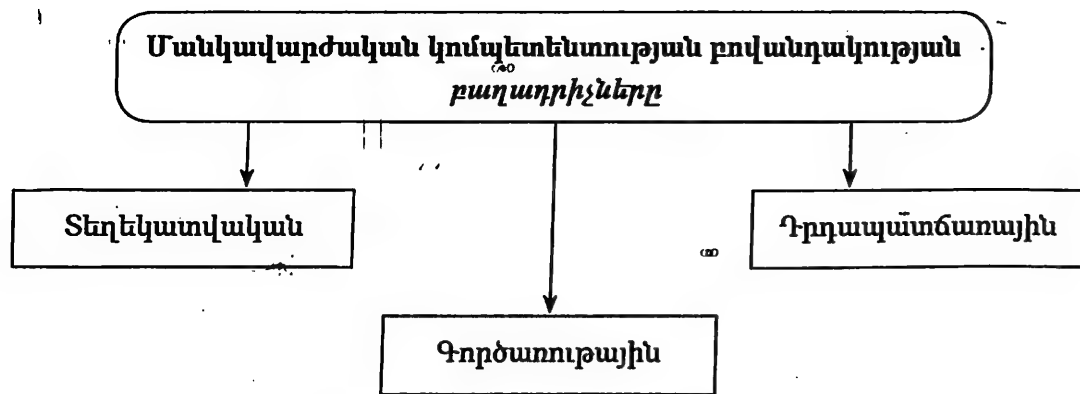 Մանկավարժական կոմպետենտության բովանդակության
բաղադրիչները
Տեղեկատվական
Դրդապատճառային
Գործառութային